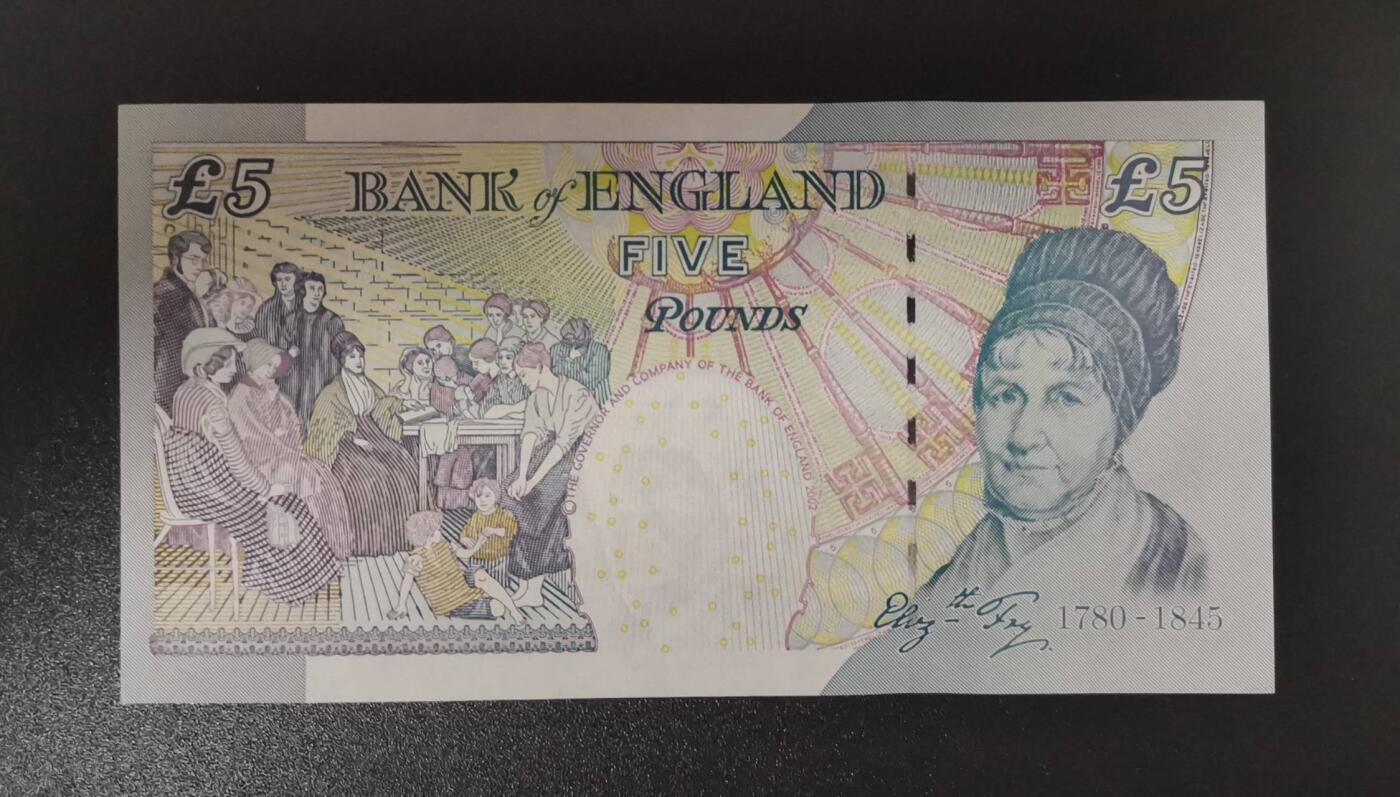 £5
BANK of ENGLAND
£5
FIVE
POUNDS
© THE GOVERNOR AND COMPANY OF THE BANK OF ENGLAND 2002
Eliz-th Fry. 1780 - 1845